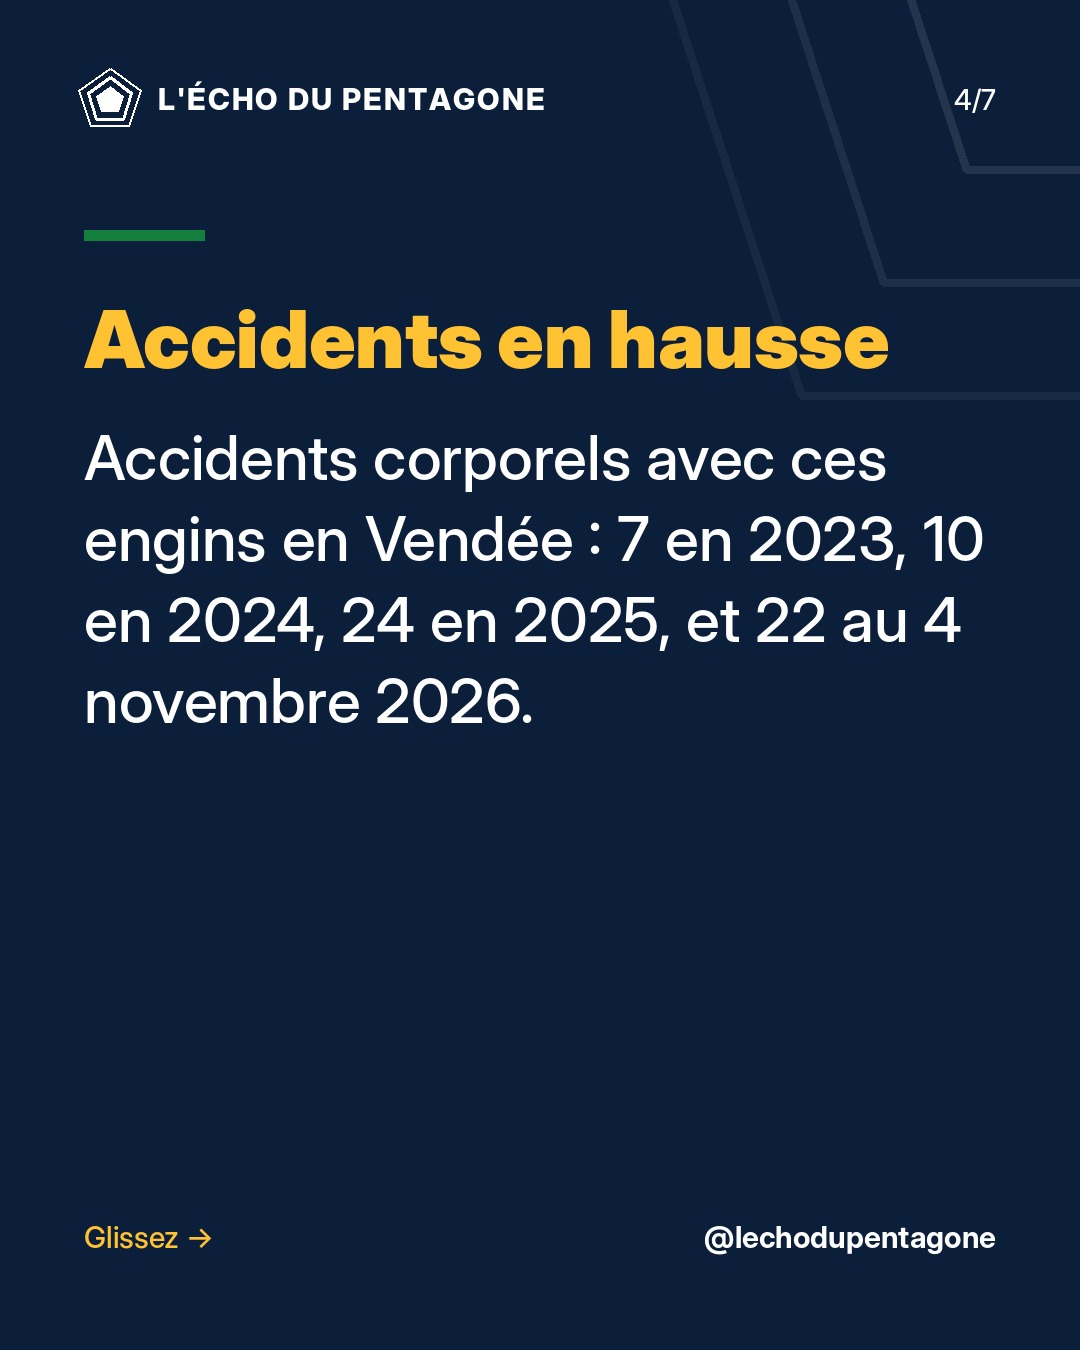 L'ÉCHO DU PENTAGONE
4/7
Accidents en hausse
Accidents corporels avec ces
engins en Vendée : 7 en 2023, 10
en 2024, 24 en 2025, et 22 au 4
novembre 2026.
Glissez →
@lechodupentagone